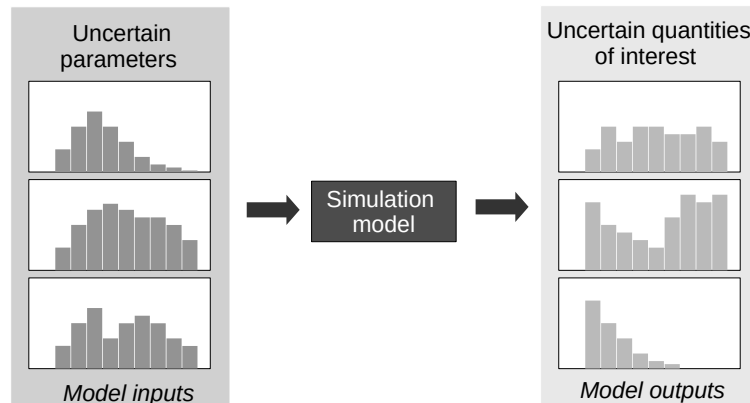 Uncertain
parameters
Model inputs
Simulation
model
Uncertain quantities
of interest
Model outputs